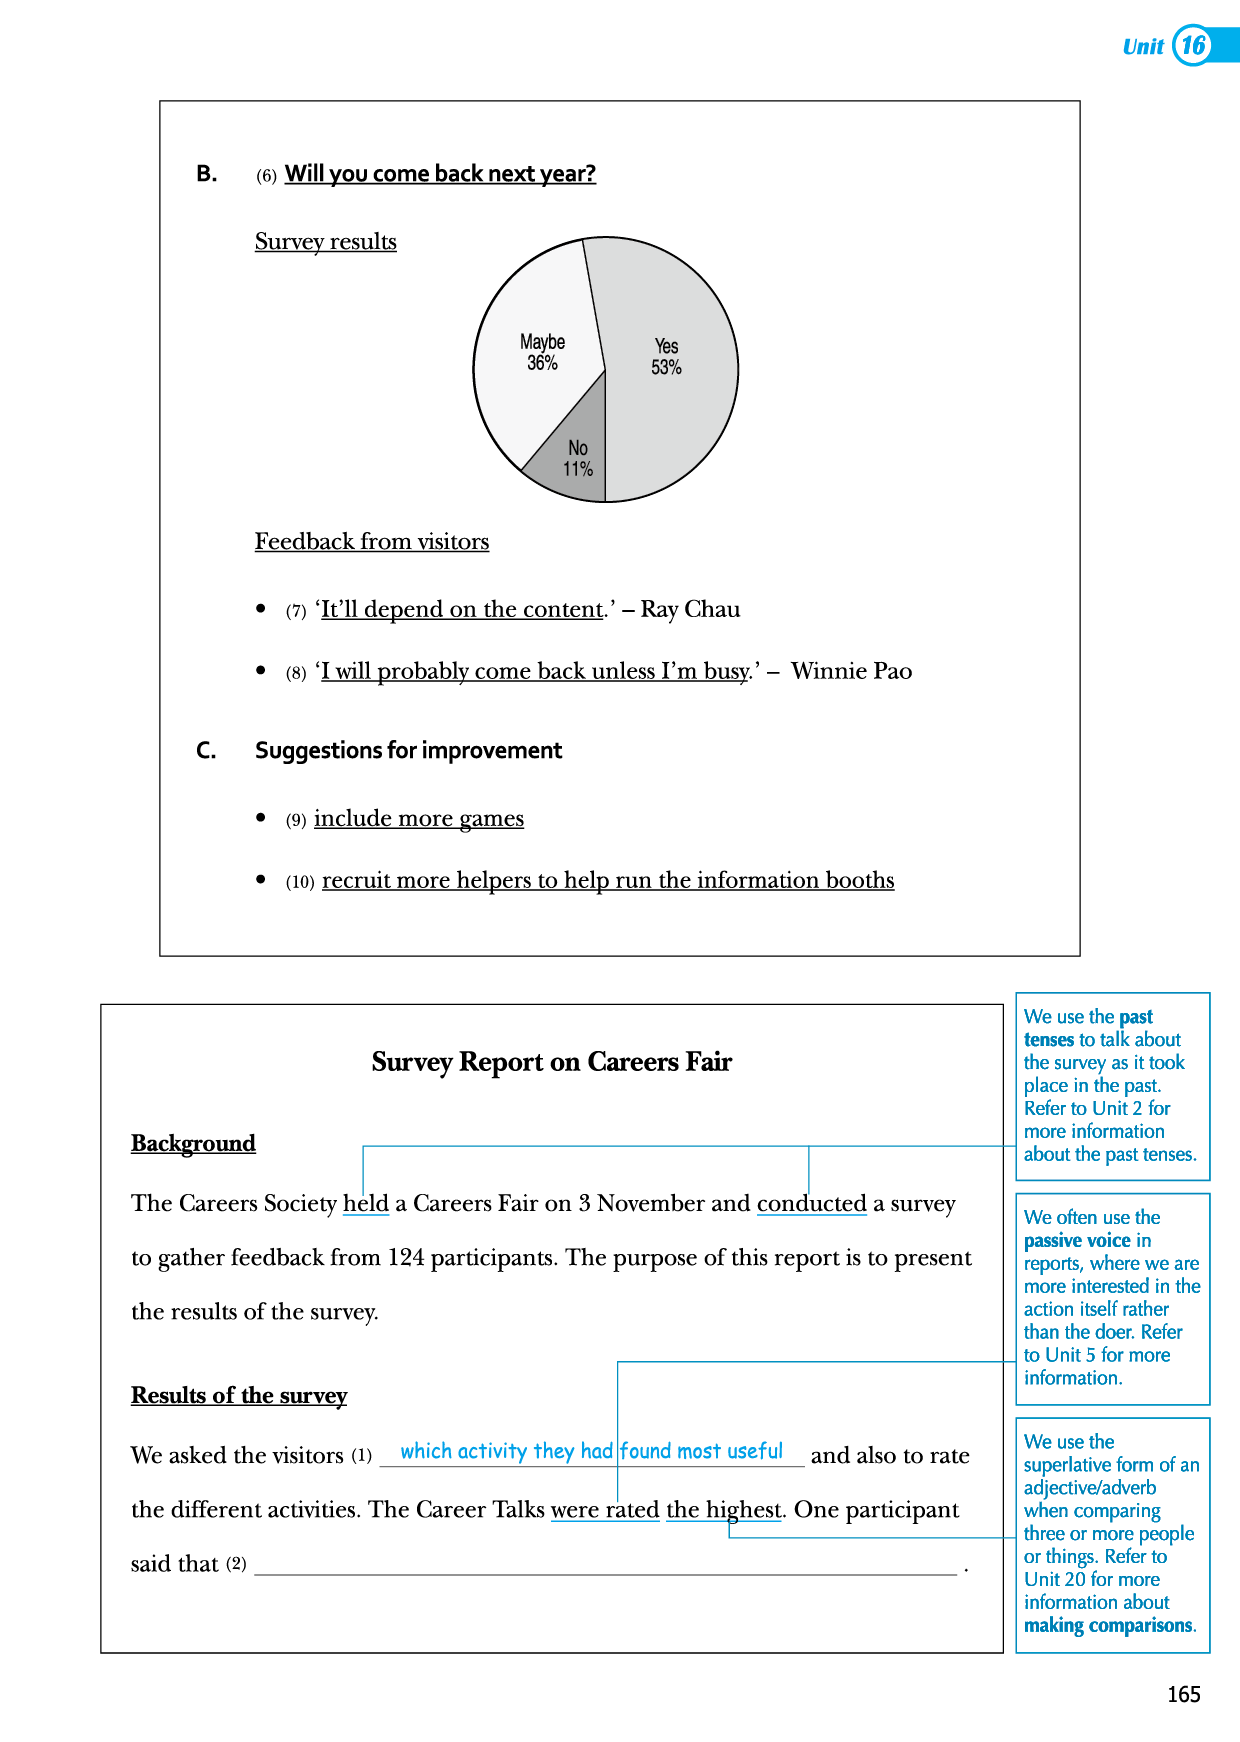 Unit 16
B. (6) Will you come back next year?
Survey results
Maybe
36%
Yes
53%
No
11%
Feedback from visitors
• (7) ‘It’ll depend on the content.’ – Ray Chau
• (8) ‘I will probably come back unless I’m busy.’ – Winnie Pao
C. Suggestions for improvement
• (9) include more games
• (10) recruit more helpers to help run the information booths
Survey Report on Careers Fair
Background
The Careers Society held a Careers Fair on 3 November and conducted a survey
to gather feedback from 124 participants. The purpose of this report is to present
the results of the survey.
Results of the survey
We asked the visitors (1) which activity they had found most useful and also to rate
the different activities. The Career Talks were rated the highest. One participant
said that (2) .
We use the past
tenses to talk about
the survey as it took
place in the past.
Refer to Unit 2 for
more information
about the past tenses.
We often use the
passive voice in
reports, where we are
more interested in the
action itself rather
than the doer. Refer
to Unit 5 for more
information.
We use the
superlative form of an
adjective/adverb
when comparing
three or more people
or things. Refer to
Unit 20 for more
information about
making comparisons.
165